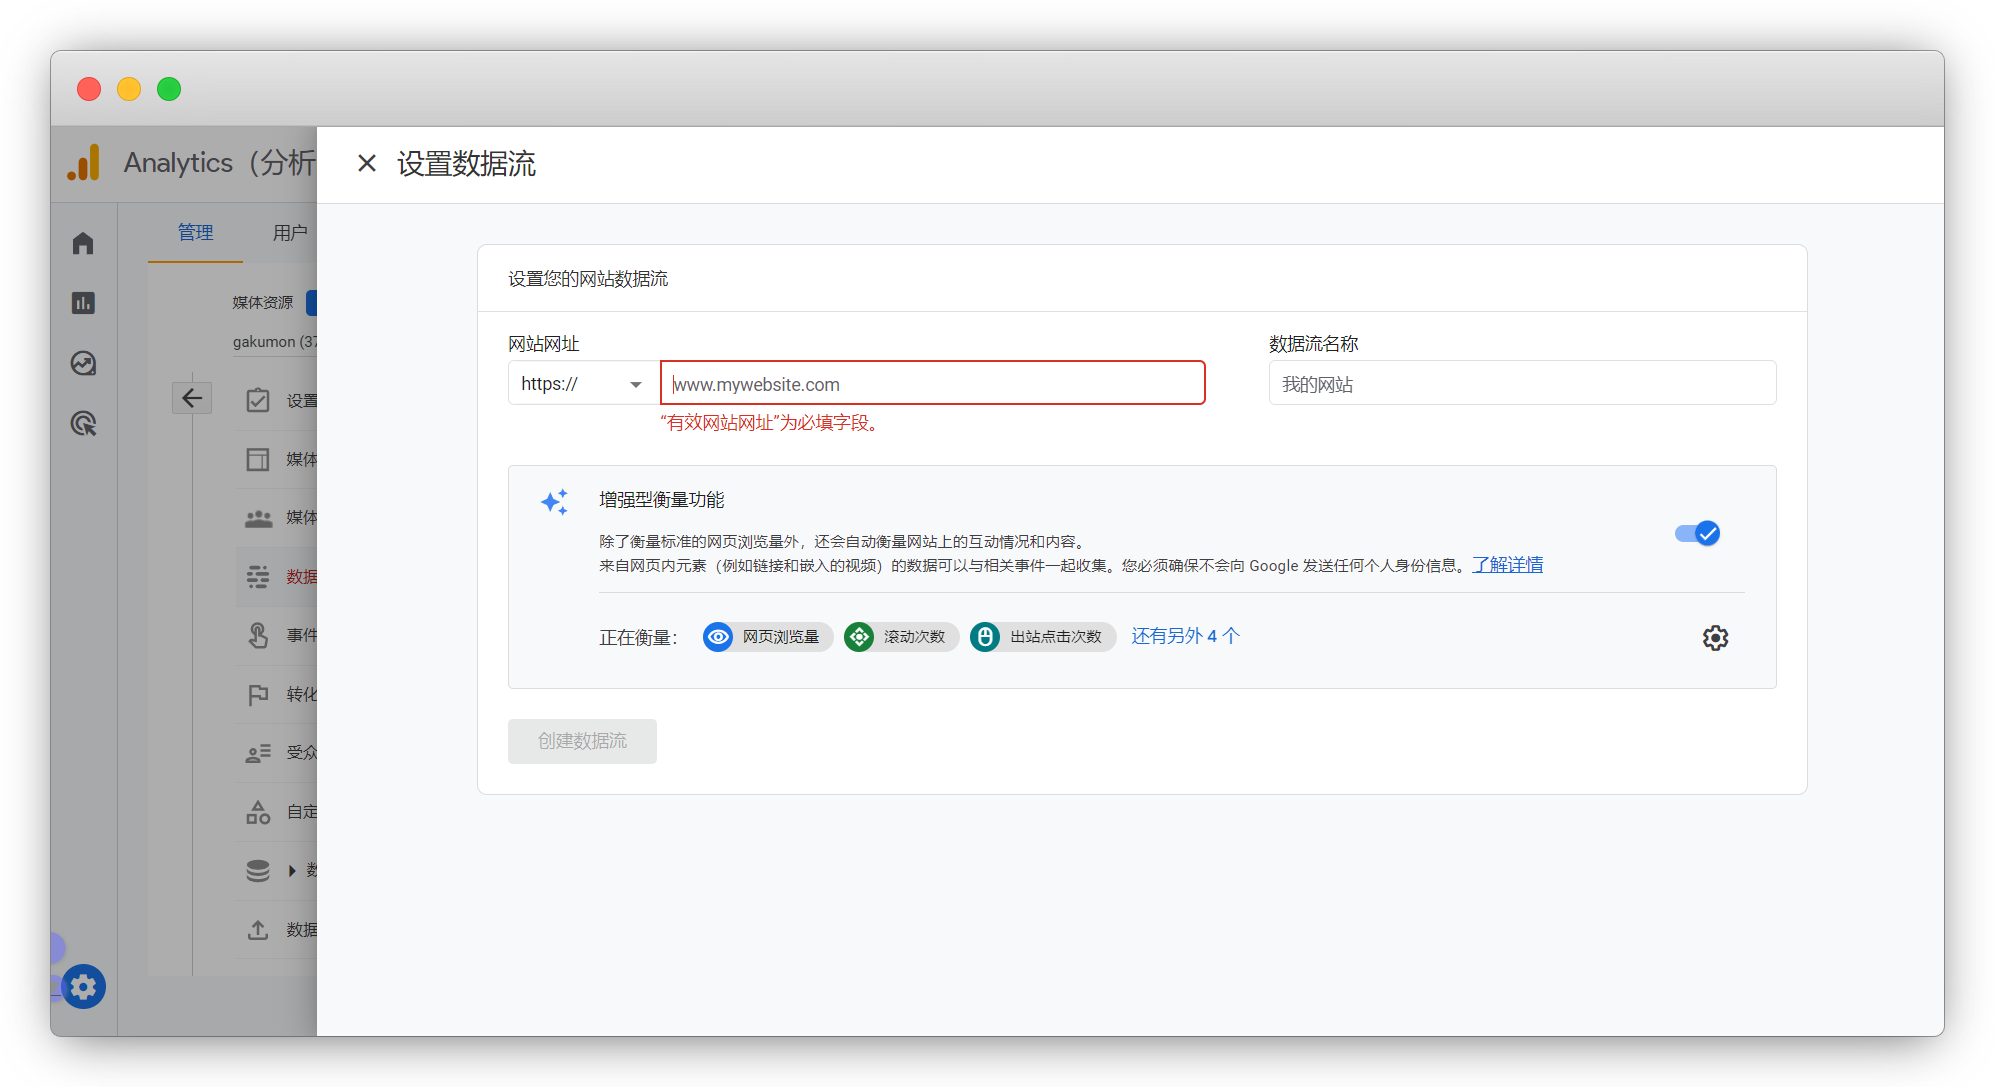 Analytics（分析
设置数据流
管理
用户
媒体资源
gakumon (37
设置
媒体
媒体
数据
事件
转化
受众
自定
数
数据
设置您的网站数据流
网站网址
数据流名称
https://
www.mywebsite.com
我的网站
“有效网站网址”为必填字段。
增强型衡量功能
除了衡量标准的网页浏览量外，还会自动衡量网站上的互动情况和内容。
来自网页内元素（例如链接和嵌入的视频）的数据可以与相关事件一起收集。您必须确保不会向 Google 发送任何个人身份信息。了解详情
正在衡量： 网页浏览量 滚动次数 出站点击次数 还有另外 4 个
创建数据流